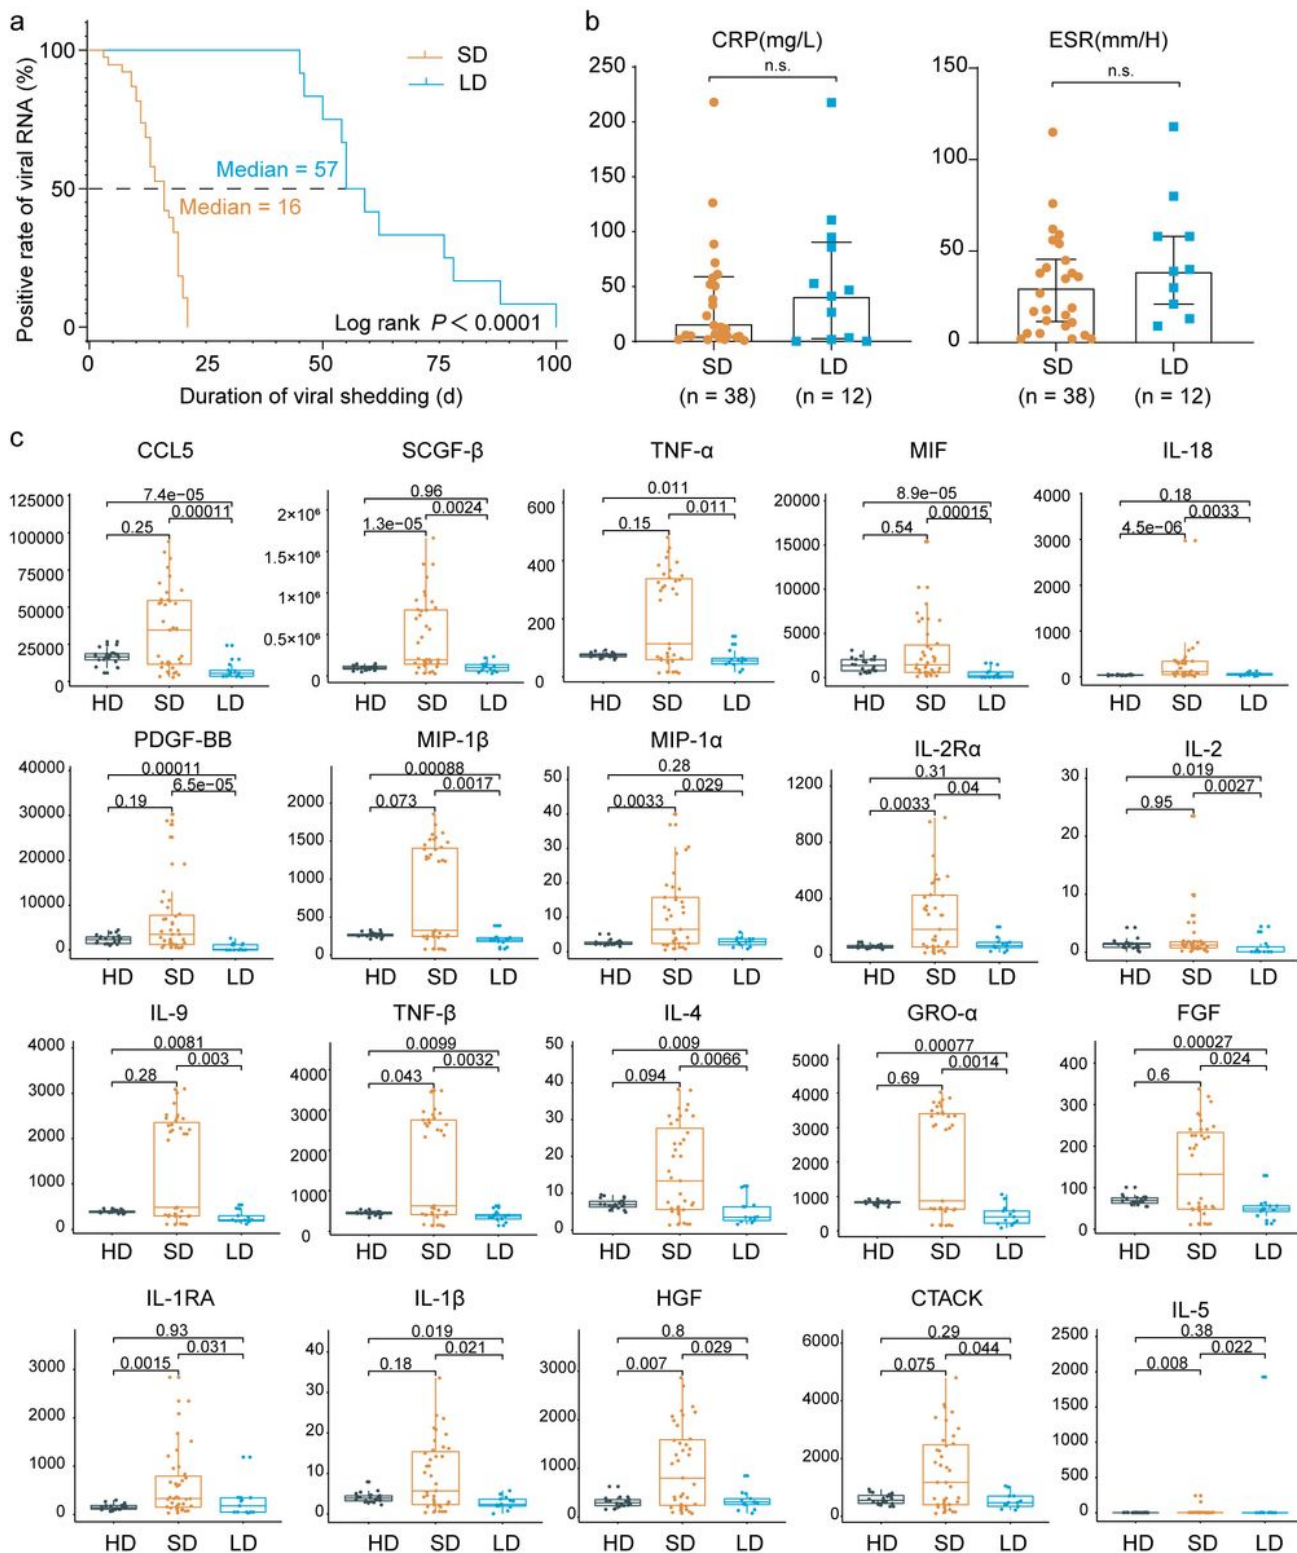 a
100
50
0
Positive rate of viral RNA (%)
SD
LD
Median = 57
Median = 16
Log rank P < 0.0001
0 25 50 75 100
Duration of viral shedding (d)
b
CRP(mg/L)
n.s.
250
200
150
100
50
0
SD LD
(n = 38) (n = 12)
ESR(mm/H)
n.s.
150
100
50
0
SD LD
(n = 38) (n = 12)
c
CCL5
7.4e−05
0.00011
0.25
125000
100000
75000
50000
25000
0
HD SD LD
SCGF-β
0.96
0.0024
1.3e−05
2×10⁶
1.5×10⁶
1×10⁶
0.5×10⁶
0
HD SD LD
TNF-α
0.011
0.011
0.15
600
400
200
0
HD SD LD
MIF
8.9e−05
0.00015
0.54
20000
15000
10000
5000
0
HD SD LD
IL-18
0.18
0.0033
4.5e−06
4000
3000
2000
1000
0
HD SD LD
PDGF-BB
0.00011
6.5e−05
0.19
40000
30000
20000
10000
0
HD SD LD
MIP-1β
0.00088
0.0017
0.073
2000
1500
1000
500
0
HD SD LD
MIP-1α
0.28
0.029
0.0033
50
40
30
20
10
0
HD SD LD
IL-2Rα
0.31
0.04
0.0033
1200
800
400
0
HD SD LD
IL-2
0.019
0.0027
0.95
30
20
10
0
HD SD LD
IL-9
0.0081
0.003
0.28
4000
3000
2000
1000
0
HD SD LD
TNF-β
0.0099
0.0032
0.043
4000
3000
2000
1000
0
HD SD LD
IL-4
0.009
0.0066
0.094
50
40
30
20
10
0
HD SD LD
GRO-α
0.00077
0.0014
0.69
5000
4000
3000
2000
1000
0
HD SD LD
FGF
0.00027
0.024
0.6
400
300
200
100
0
HD SD LD
IL-1RA
0.93
0.031
0.0015
3000
2000
1000
0
HD SD LD
IL-1β
0.019
0.021
0.18
40
30
20
10
0
HD SD LD
HGF
0.8
0.029
0.007
3000
2000
1000
0
HD SD LD
CTACK
0.29
0.044
0.075
6000
4000
2000
0
HD SD LD
IL-5
0.38
0.022
0.008
2500
2000
1500
1000
500
0
HD SD LD